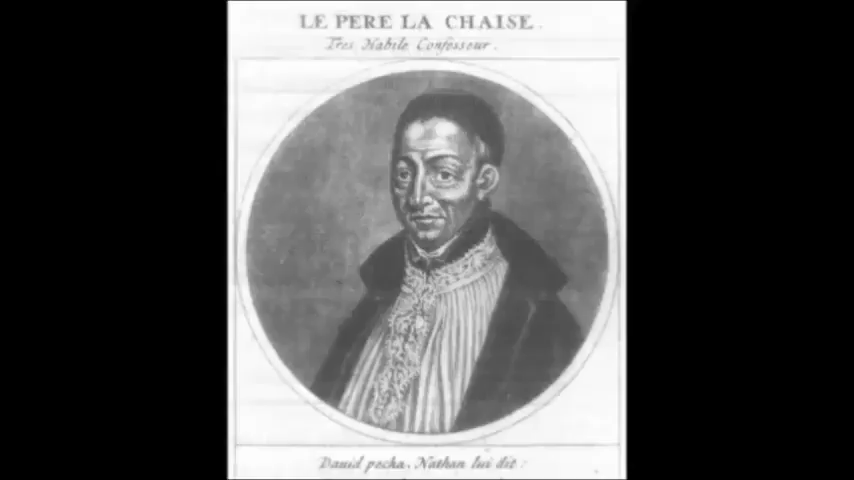 LE PERE LA CHAISE.
Tres Habile Confesseur.
David pecha, Nathan lui dit: